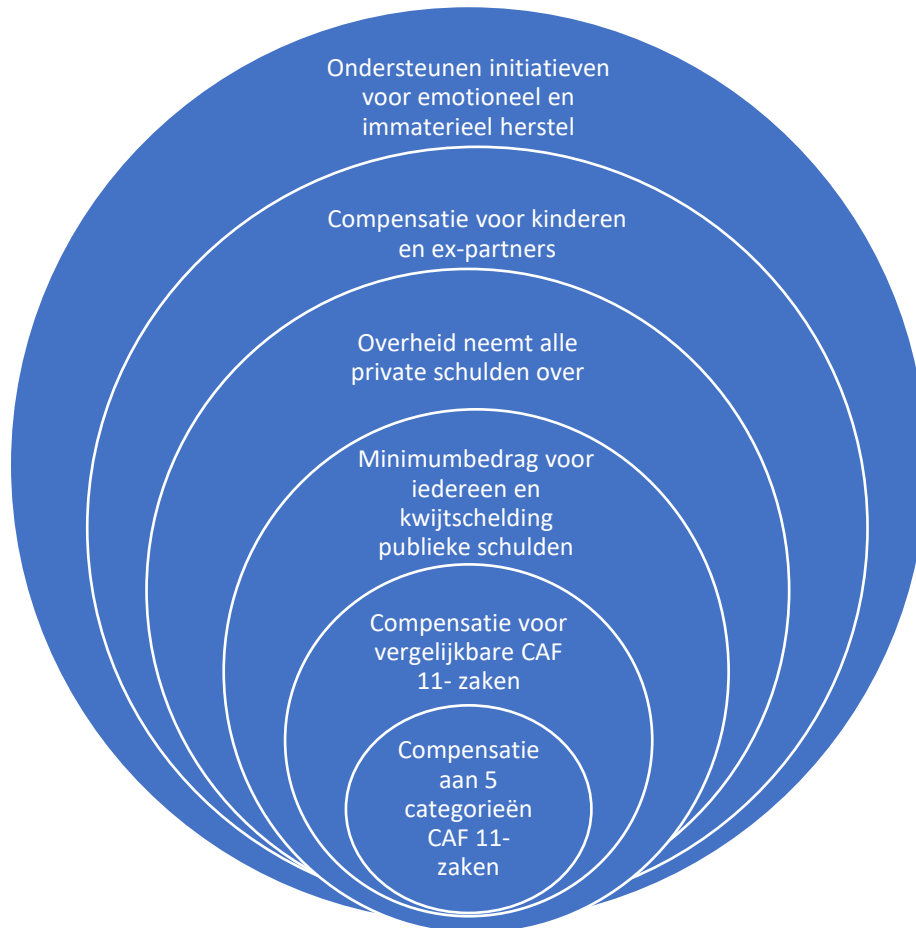 Ondersteunen initiatieven
voor emotioneel en
immaterieel herstel
Compensatie voor kinderen
en ex-partners
Overheid neemt alle
private schulden over
Minimumbedrag voor
iedereen en
kwijtschelding
publieke schulden
Compensatie voor
vergelijkbare CAF
11- zaken
Compensatie
aan 5
categorieën
CAF 11-
zaken